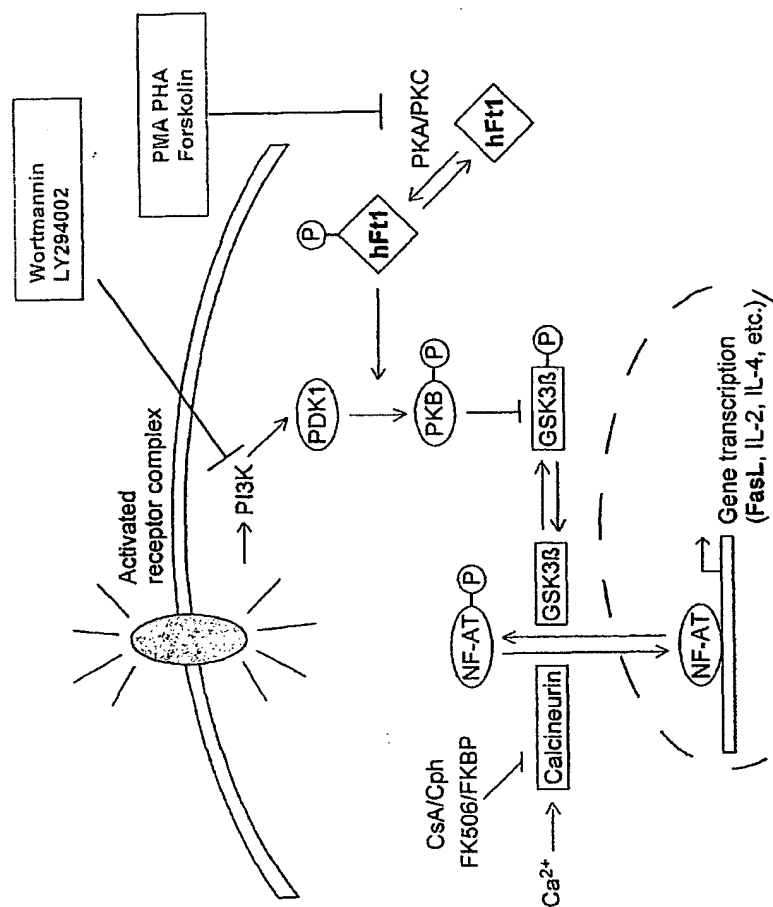 Wortmannin
LY294002
PMA PHA
Forskolin
Activated
receptor complex
PI3K
PDK1
PKB
P
P
hFt1
hFt1
PKA/PKC
GSK3ß
P
GSK3ß
NF-AT
P
CsA/Cph
FK506/FKBP
Ca²⁺
Calcineurin
NF-AT
Gene transcription
(FasL, IL-2, IL-4, etc.)